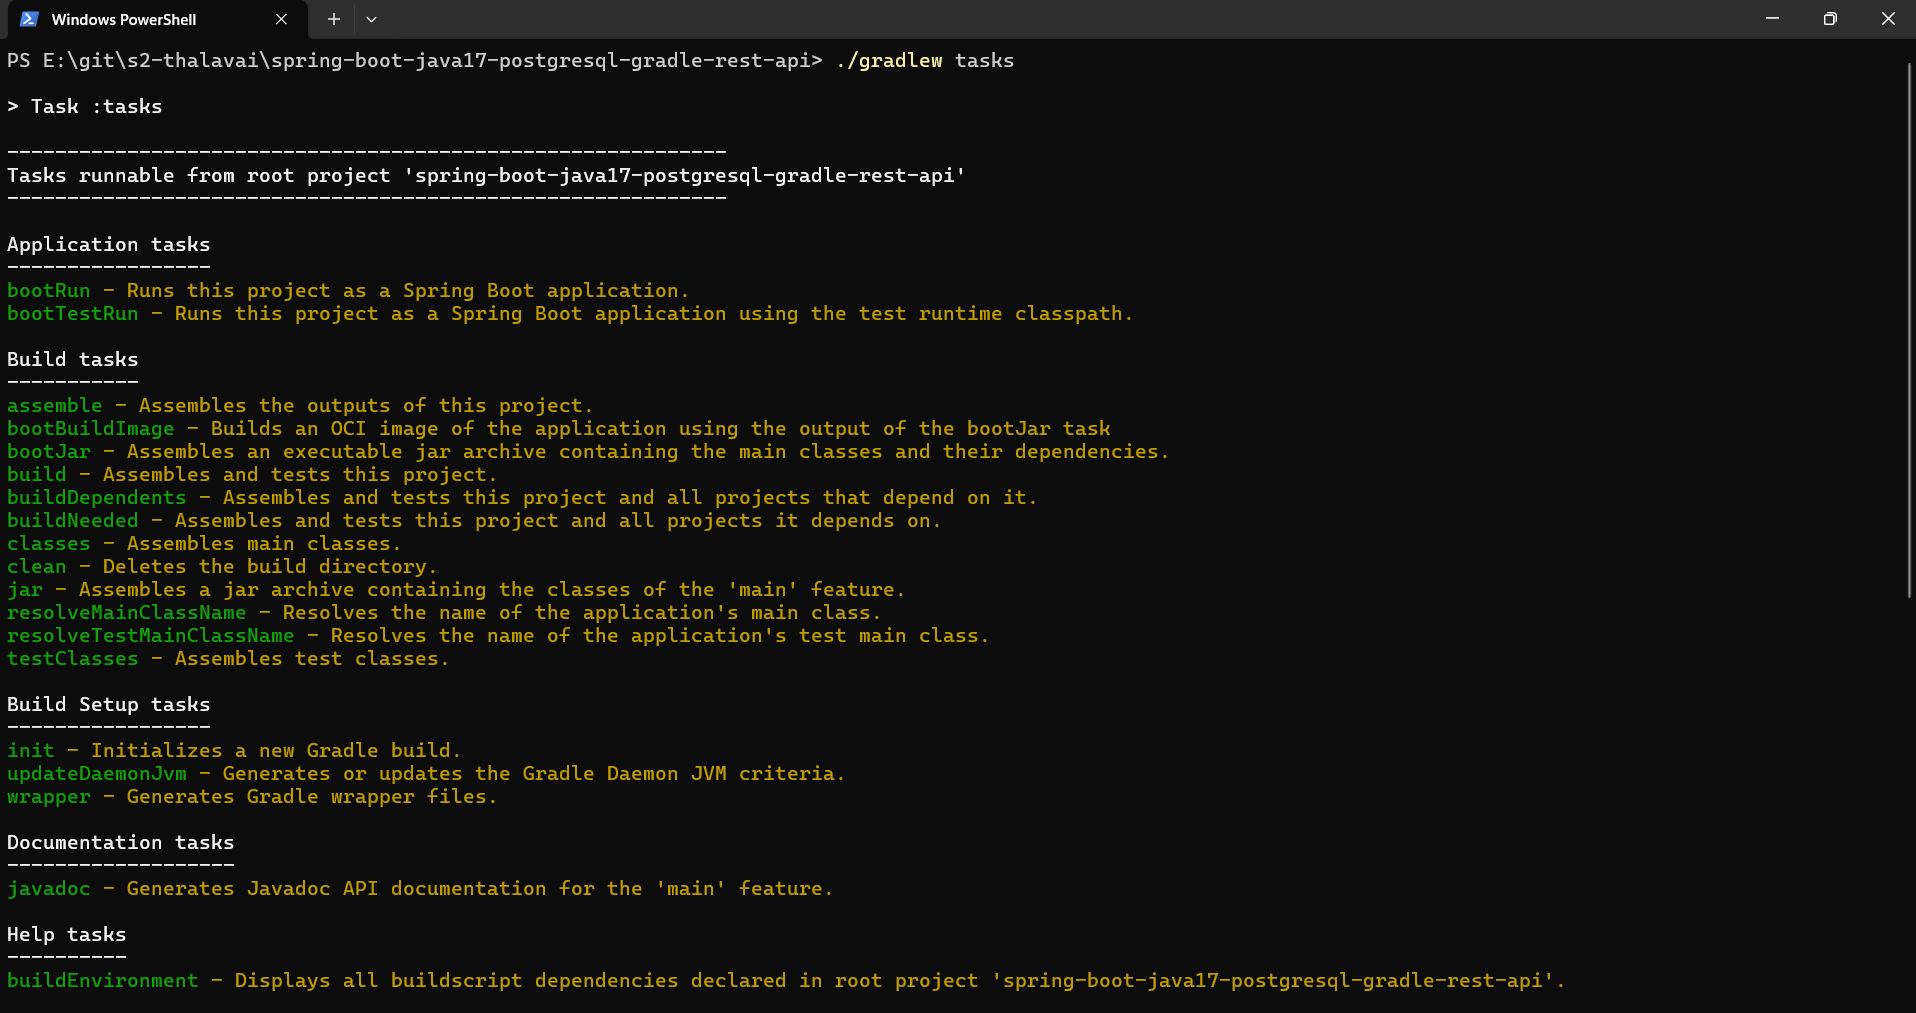 Windows PowerShell
PS E:\git\s2-thalavai\spring-boot-java17-postgresql-gradle-rest-api> ./gradlew tasks
> Task :tasks
------------------------------------------------------------
Tasks runnable from root project 'spring-boot-java17-postgresql-gradle-rest-api'
------------------------------------------------------------
Application tasks
-----------------
bootRun - Runs this project as a Spring Boot application.
bootTestRun - Runs this project as a Spring Boot application using the test runtime classpath.
Build tasks
-----------
assemble - Assembles the outputs of this project.
bootBuildImage - Builds an OCI image of the application using the output of the bootJar task
bootJar - Assembles an executable jar archive containing the main classes and their dependencies.
build - Assembles and tests this project.
buildDependents - Assembles and tests this project and all projects that depend on it.
buildNeeded - Assembles and tests this project and all projects it depends on.
classes - Assembles main classes.
clean - Deletes the build directory.
jar - Assembles a jar archive containing the classes of the 'main' feature.
resolveMainClassName - Resolves the name of the application's main class.
resolveTestMainClassName - Resolves the name of the application's test main class.
testClasses - Assembles test classes.
Build Setup tasks
-----------------
init - Initializes a new Gradle build.
updateDaemonJvm - Generates or updates the Gradle Daemon JVM criteria.
wrapper - Generates Gradle wrapper files.
Documentation tasks
-------------------
javadoc - Generates Javadoc API documentation for the 'main' feature.
Help tasks
----------
buildEnvironment - Displays all buildscript dependencies declared in root project 'spring-boot-java17-postgresql-gradle-rest-api'.